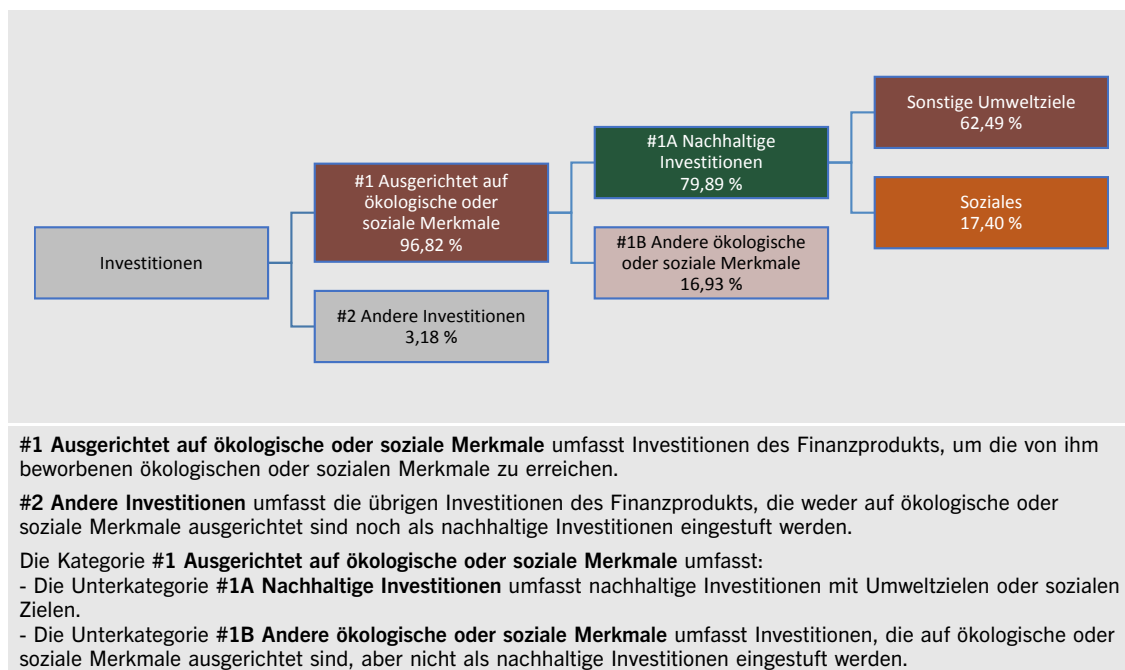 Investitionen
#1 Ausgerichtet auf
ökologische oder
soziale Merkmale
96,82 %
#2 Andere Investitionen
3,18 %
#1A Nachhaltige
Investitionen
79,89 %
#1B Andere ökologische
oder soziale Merkmale
16,93 %
Sonstige Umweltziele
62,49 %
Soziales
17,40 %
#1 Ausgerichtet auf ökologische oder soziale Merkmale umfasst Investitionen des Finanzprodukts, um die von ihm
beworbenen ökologischen oder sozialen Merkmale zu erreichen.
#2 Andere Investitionen umfasst die übrigen Investitionen des Finanzprodukts, die weder auf ökologische oder
soziale Merkmale ausgerichtet sind noch als nachhaltige Investitionen eingestuft werden.
Die Kategorie #1 Ausgerichtet auf ökologische oder soziale Merkmale umfasst:
- Die Unterkategorie #1A Nachhaltige Investitionen umfasst nachhaltige Investitionen mit Umweltzielen oder sozialen
Zielen.
- Die Unterkategorie #1B Andere ökologische oder soziale Merkmale umfasst Investitionen, die auf ökologische oder
soziale Merkmale ausgerichtet sind, aber nicht als nachhaltige Investitionen eingestuft werden.